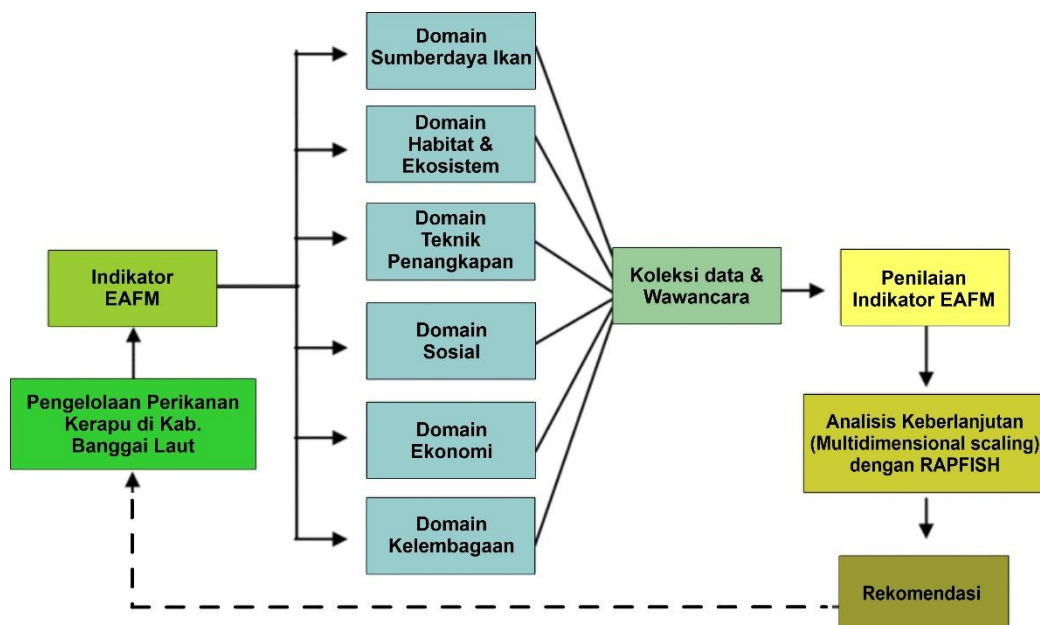 Domain
Sumberdaya Ikan
Domain
Habitat &
Ekosistem
Domain
Teknik
Penangkapan
Domain
Sosial
Domain
Ekonomi
Domain
Kelembagaan
Indikator
EAFM
Pengelolaan Perikanan
Kerapu di Kab.
Banggai Laut
Koleksi data &
Wawancara
Penilaian
Indikator EAFM
Analisis Keberlanjutan
(Multidimensional scaling)
dengan RAPFISH
Rekomendasi